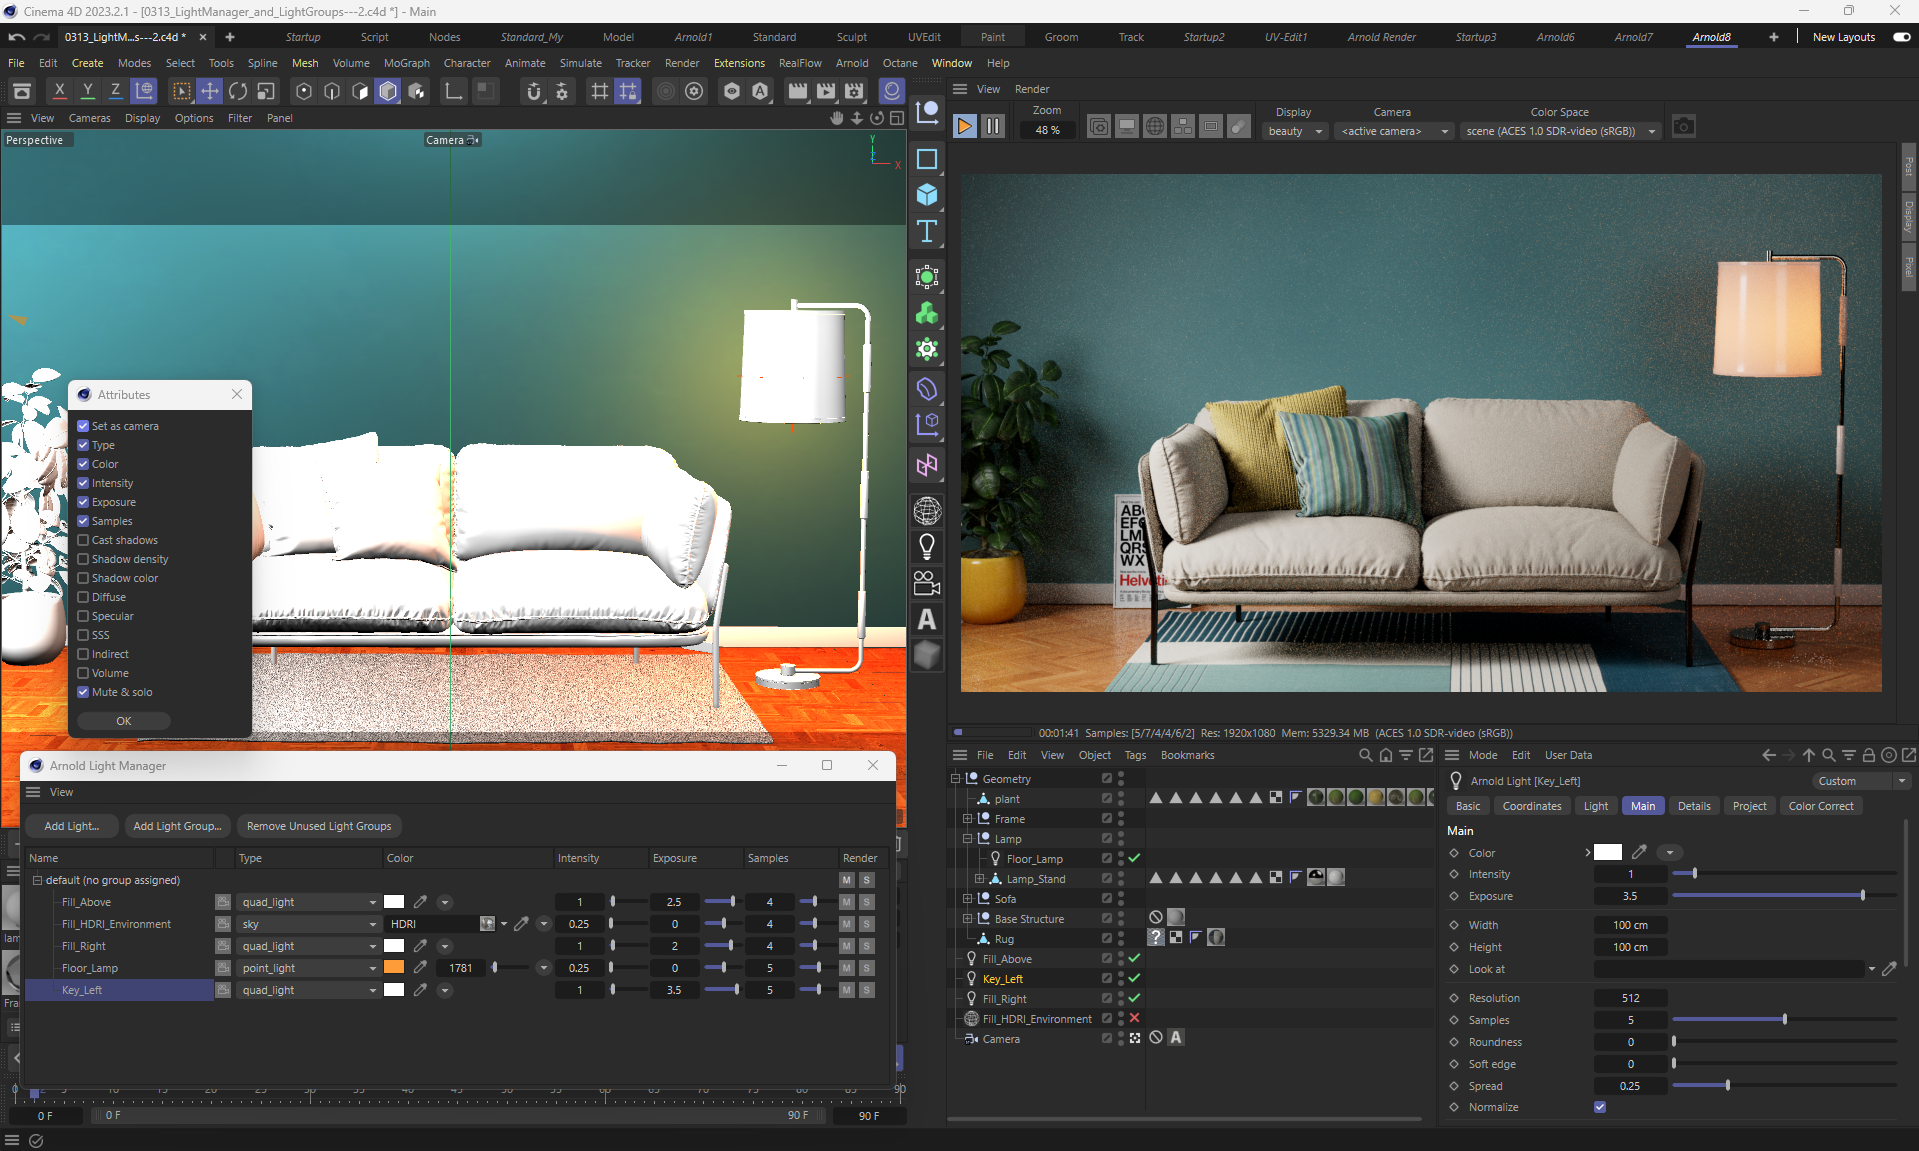 Cinema 4D 2023.2.1 - [0313_LightManager_and_LightGroups---2.c4d *] - Main
0313_LightM...s---2.c4d * Startup Script Nodes Standard_My Model Arnold1 Standard Sculpt UVEdit Paint Groom Track Startup2 UV-Edit1 Arnold Render Startup3 Arnold6 Arnold7 Arnold8 New Layouts
File Edit Create Modes Select Tools Spline Mesh Volume MoGraph Character Animate Simulate Tracker Render Extensions RealFlow Arnold Octane Window Help
X Y Z
View Cameras Display Options Filter Panel
Perspective
Camera
Y
Z
X
View Render
Zoom
48 %
Display
beauty
Camera
<active camera>
Color Space
scene (ACES 1.0 SDR-video (sRGB))
Post
Display
Pixel
00:01:41 Samples: [5/7/4/4/6/2] Res: 1920x1080 Mem: 5329.34 MB (ACES 1.0 SDR-video (sRGB))
Attributes
Set as camera
Type
Color
Intensity
Exposure
Samples
Cast shadows
Shadow density
Shadow color
Diffuse
Specular
SSS
Indirect
Volume
Mute & solo
OK
Arnold Light Manager
View
Add Light... Add Light Group... Remove Unused Light Groups
Name Type Color Intensity Exposure Samples Render
default (no group assigned) M S
Fill_Above quad_light 1 2.5 4 M S
Fill_HDRI_Environment sky HDRI 0.25 0 4 M S
Fill_Right quad_light 1 2 4 M S
Floor_Lamp point_light 1781 0.25 0 5 M S
Key_Left quad_light 1 3.5 5 M S
0 F 0 F 90 F 90 F
File Edit View Object Tags Bookmarks
Geometry
plant
Frame
Lamp
Floor_Lamp
Lamp_Stand
Sofa
Base Structure
Rug
Fill_Above
Key_Left
Fill_Right
Fill_HDRI_Environment
Camera
Mode Edit User Data
Arnold Light [Key_Left] Custom
Basic Coordinates Light Main Details Project Color Correct
Main
Color
Intensity 1
Exposure 3.5
Width 100 cm
Height 100 cm
Look at
Resolution 512
Samples 5
Roundness 0
Soft edge 0
Spread 0.25
Normalize